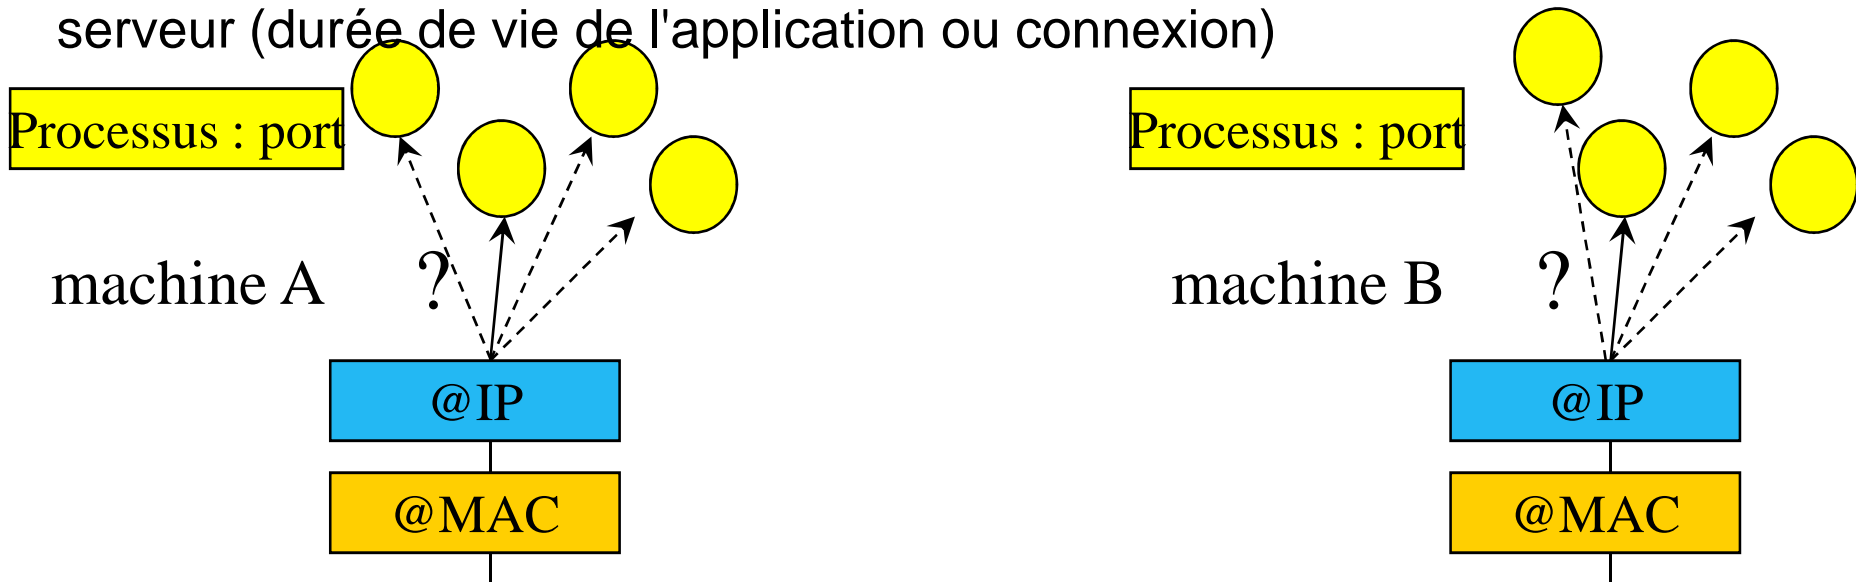 serveur (durée de vie de l'application ou connexion)
Processus : port
Processus : port
machine A
?
machine B
?
@IP
@IP
@MAC
@MAC